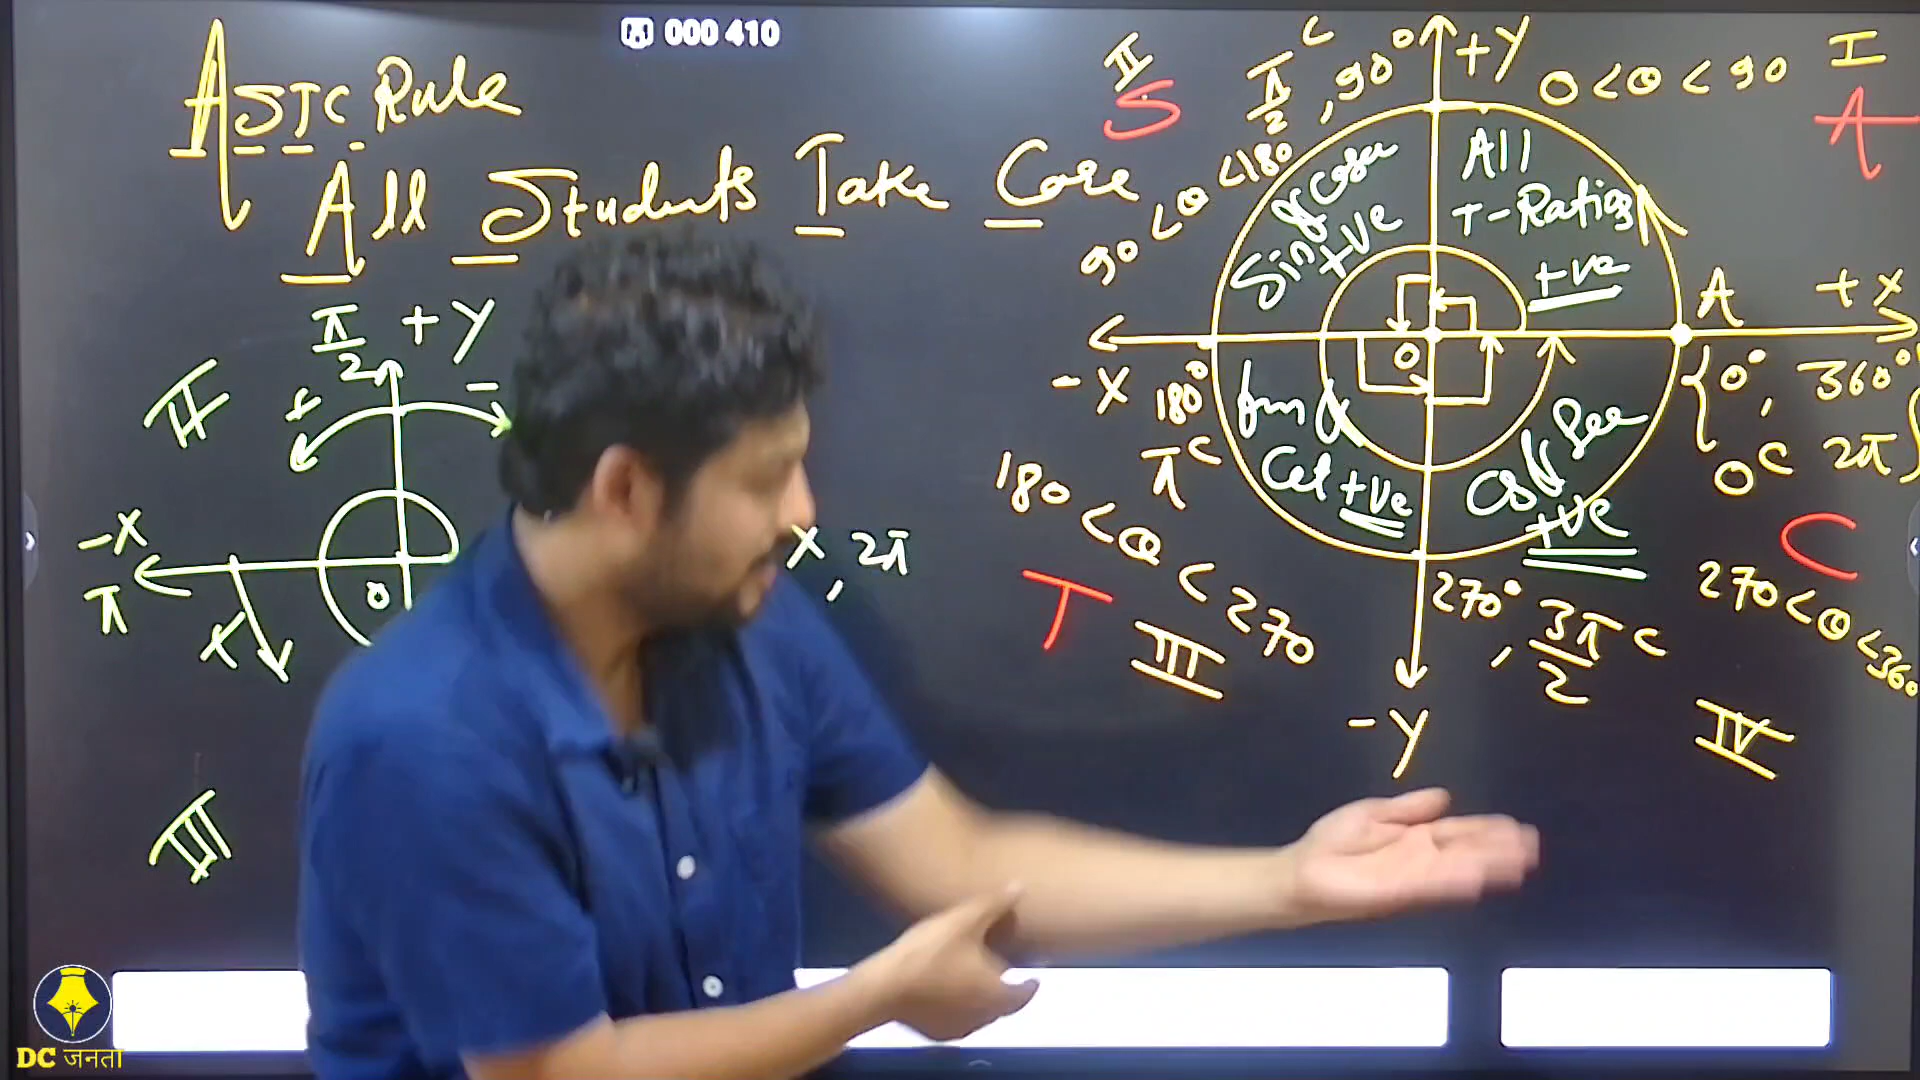 000 410
ASTC Rule
All Students Take Care
π/2 +Y
II
+
-
-X
π
O
X, 2π
+
III
II
S
π/2 ᶜ, 90°
+Y
0<θ<90
I
A
90<θ<180
Sin & cosec
+ve
All
T-Ratios
+ve
A
+X
-X
180°
πᶜ
O
0°, 360°
0ᶜ 2π
tan &
Cot +ve
Cos & Sec
+ve
180<θ<270
T
III
270°, 3π/2 ᶜ
C
270<θ<360
IV
-Y
DC जनता